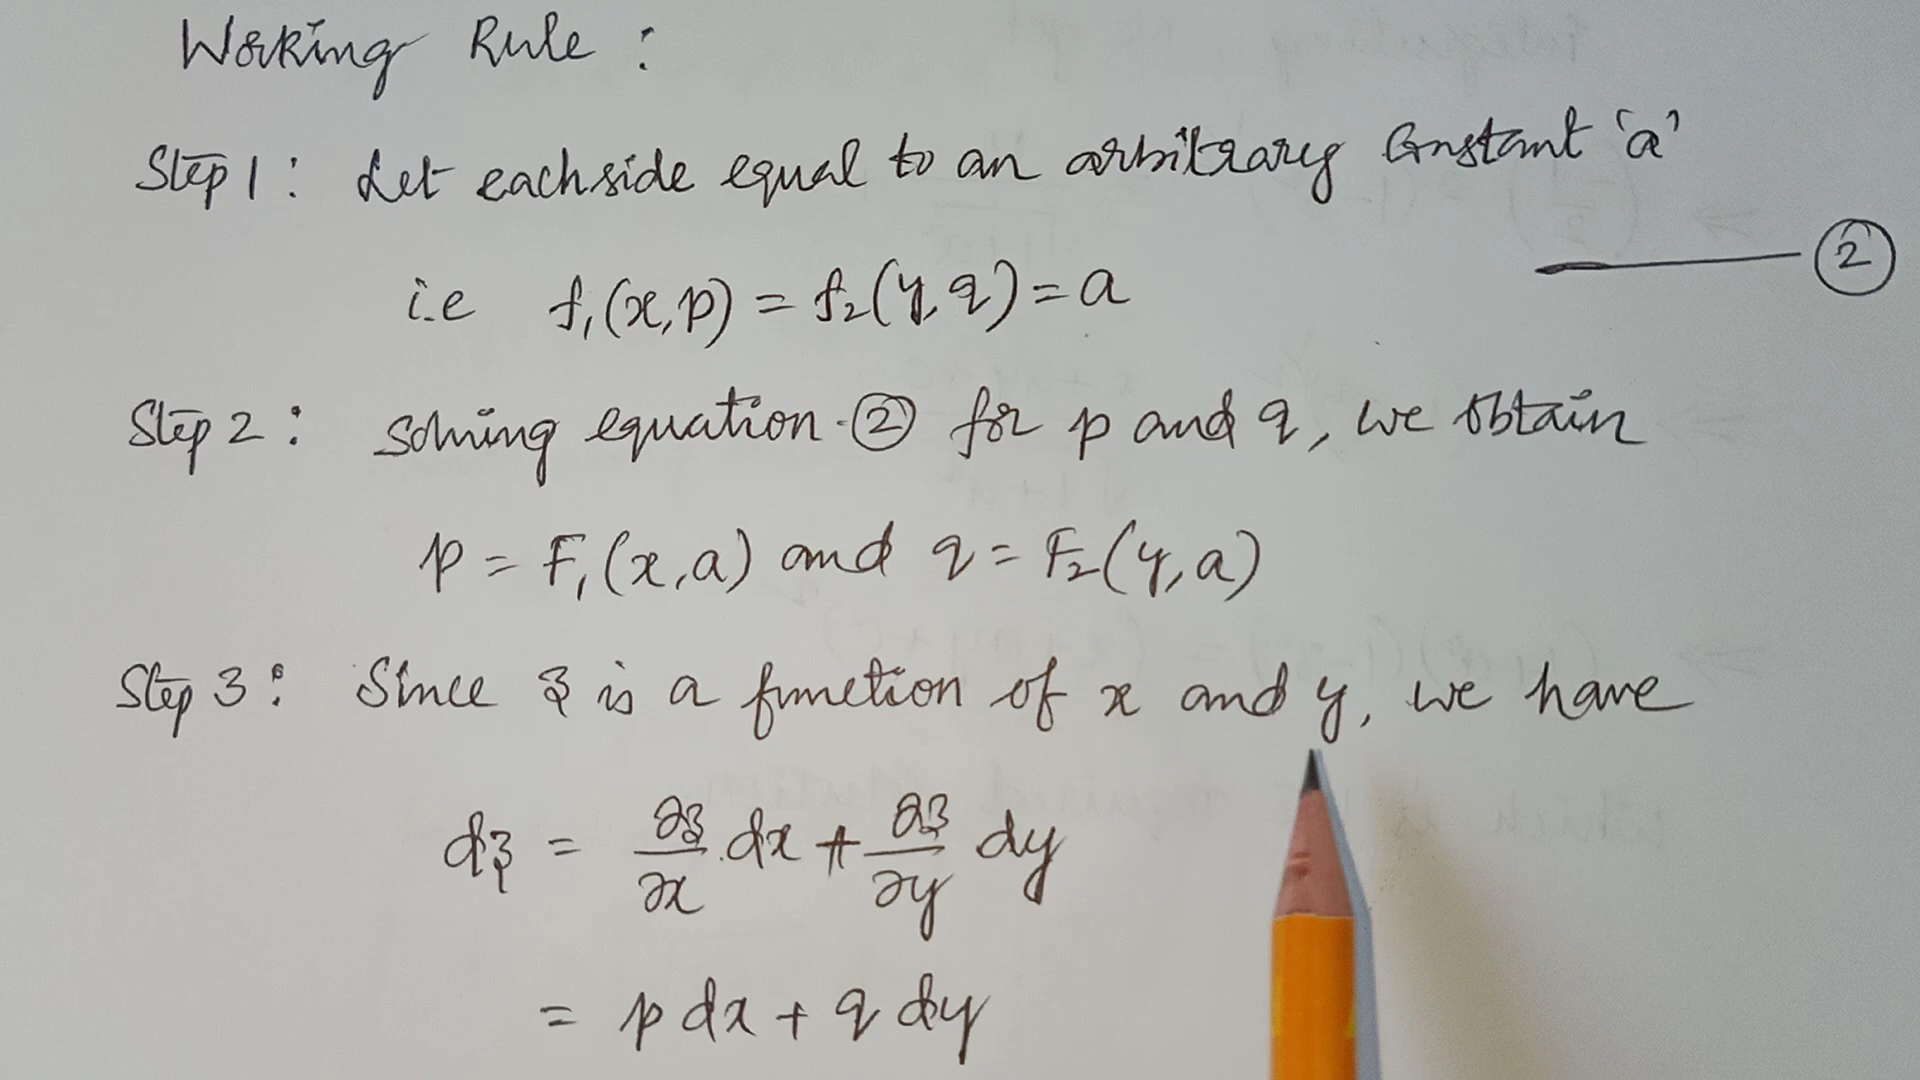 Working Rule :
Step 1 : Let each side equal to an arbitrary Constant 'a'
②
i.e f₁(x,p) = f₂(y,q) = a
Step 2 : Solving equation ② for p and q, we obtain
p = F₁(x,a) and q = F₂(y,a)
Step 3 : Since z is a function of x and y, we have
dz = ∂z/∂x . dx + ∂z/∂y dy
= p dx + q dy